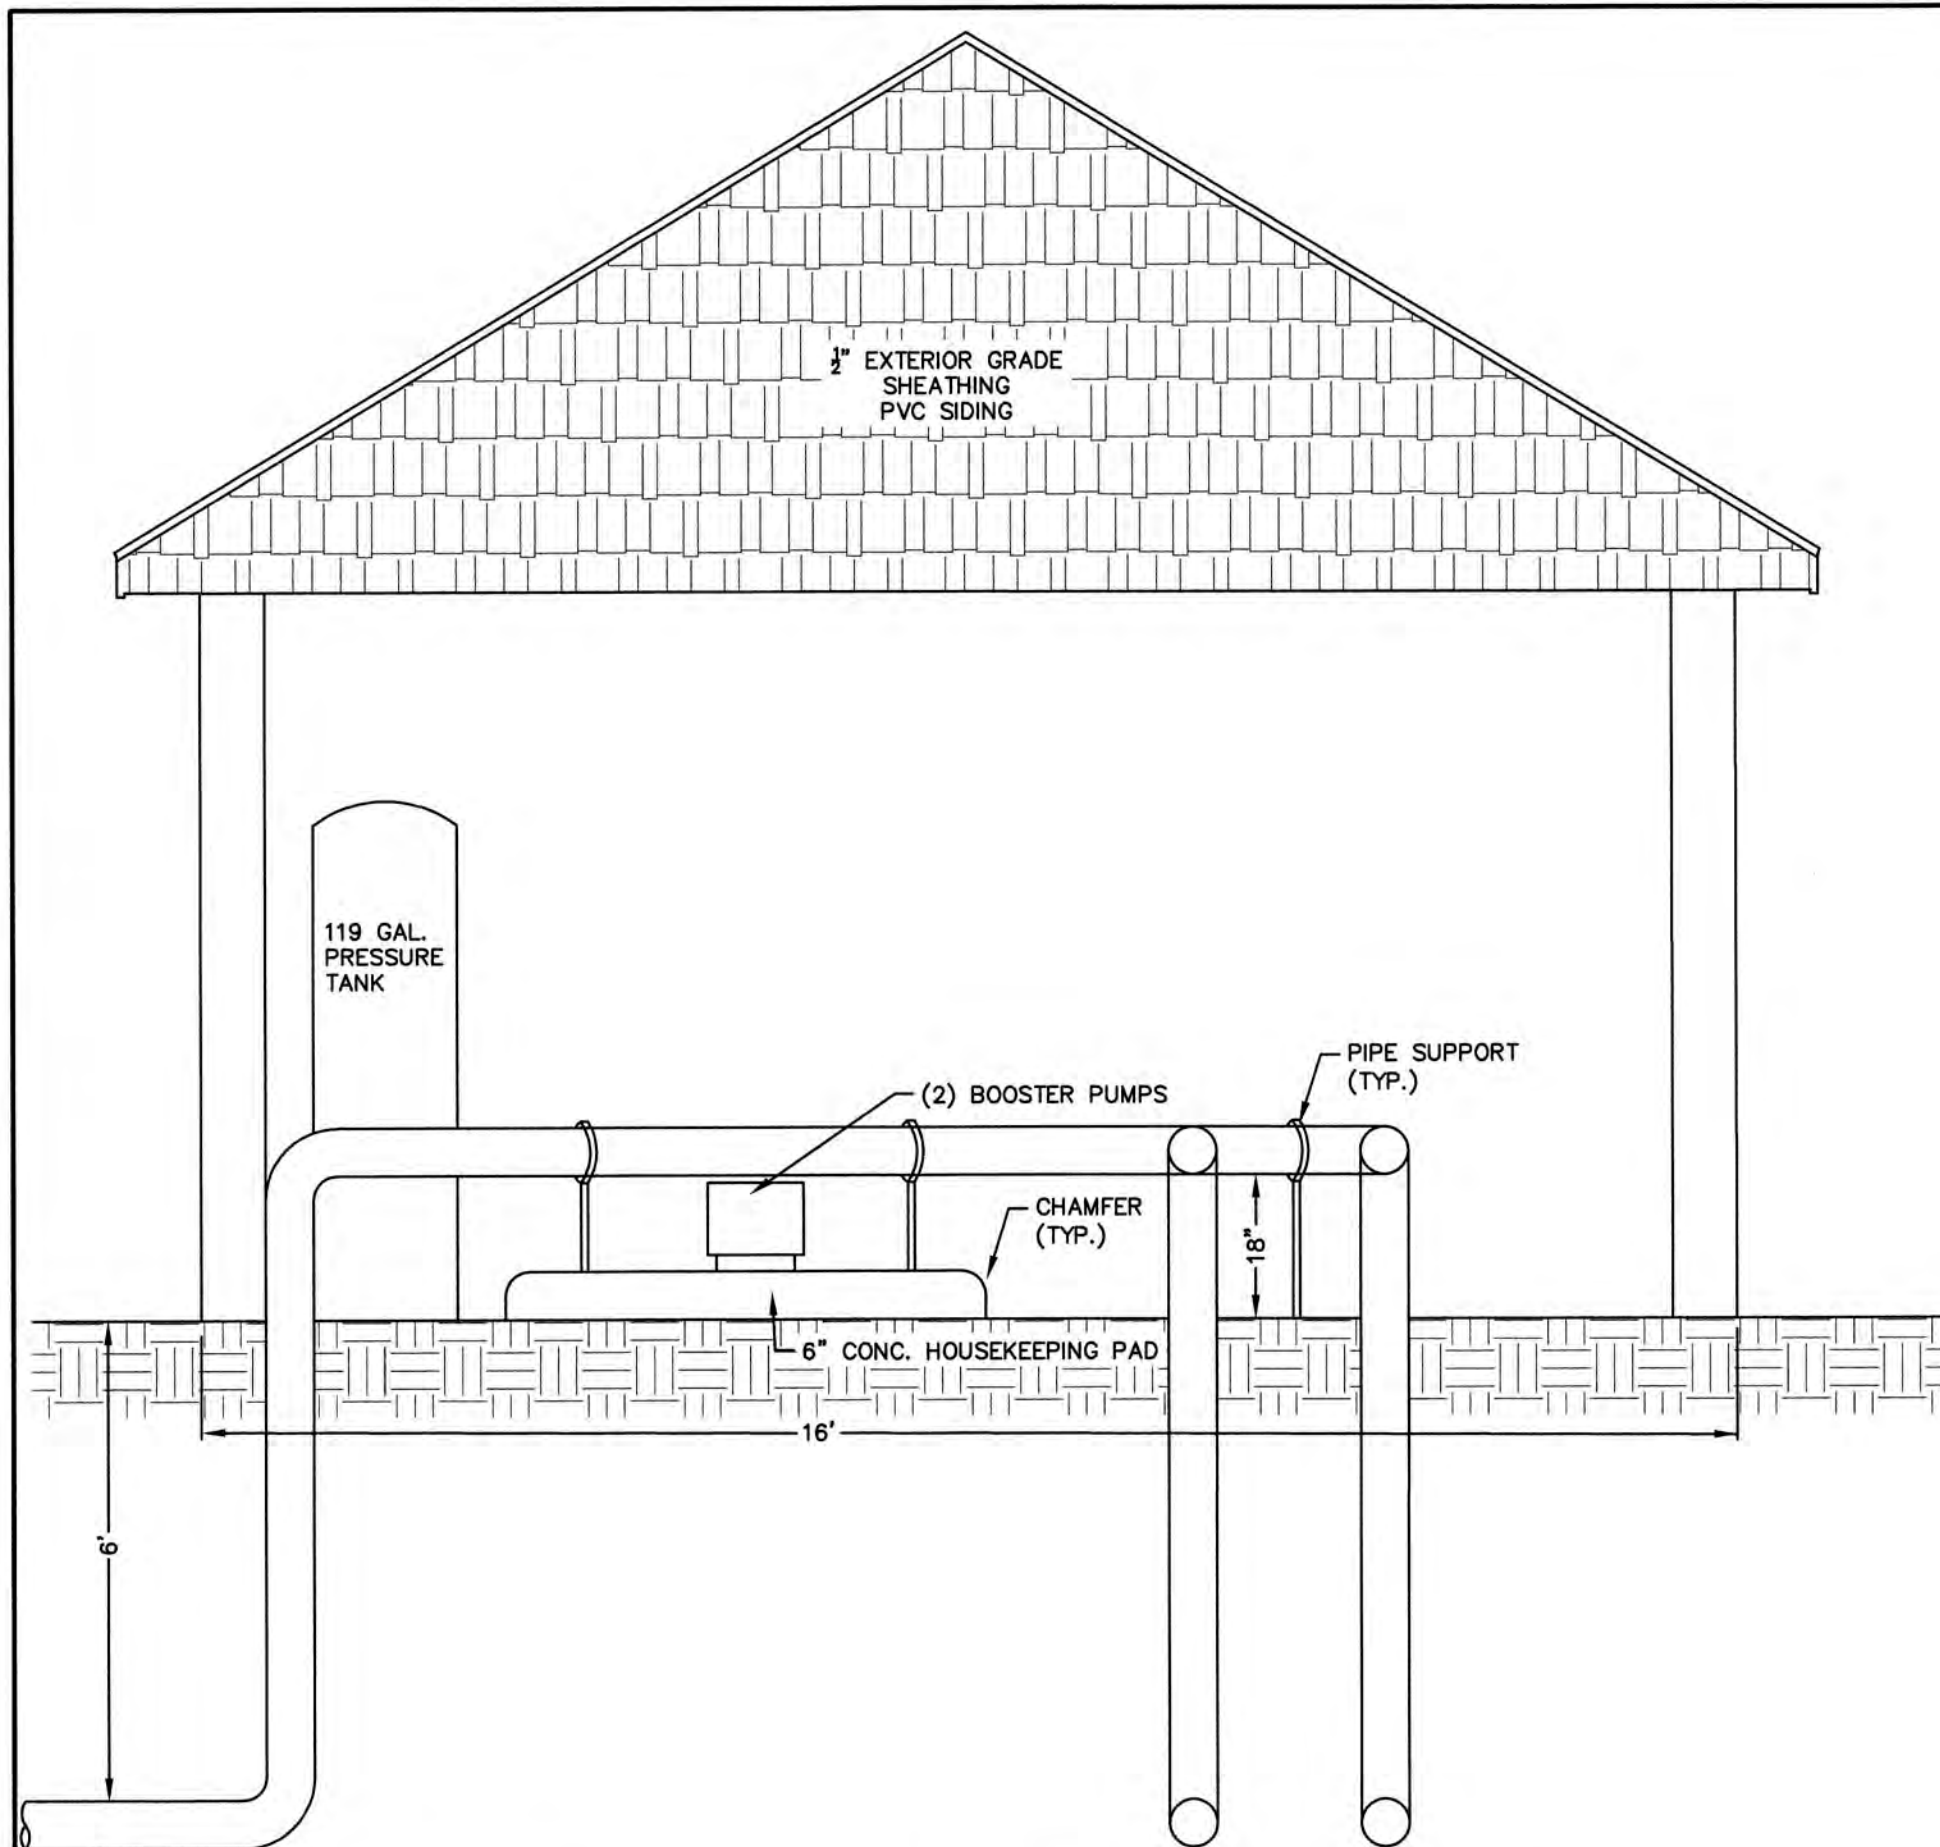 ½" EXTERIOR GRADE
SHEATHING
PVC SIDING
119 GAL.
PRESSURE
TANK
PIPE SUPPORT
(TYP.)
(2) BOOSTER PUMPS
CHAMFER
(TYP.)
18"
6" CONC. HOUSEKEEPING PAD
16'
6'